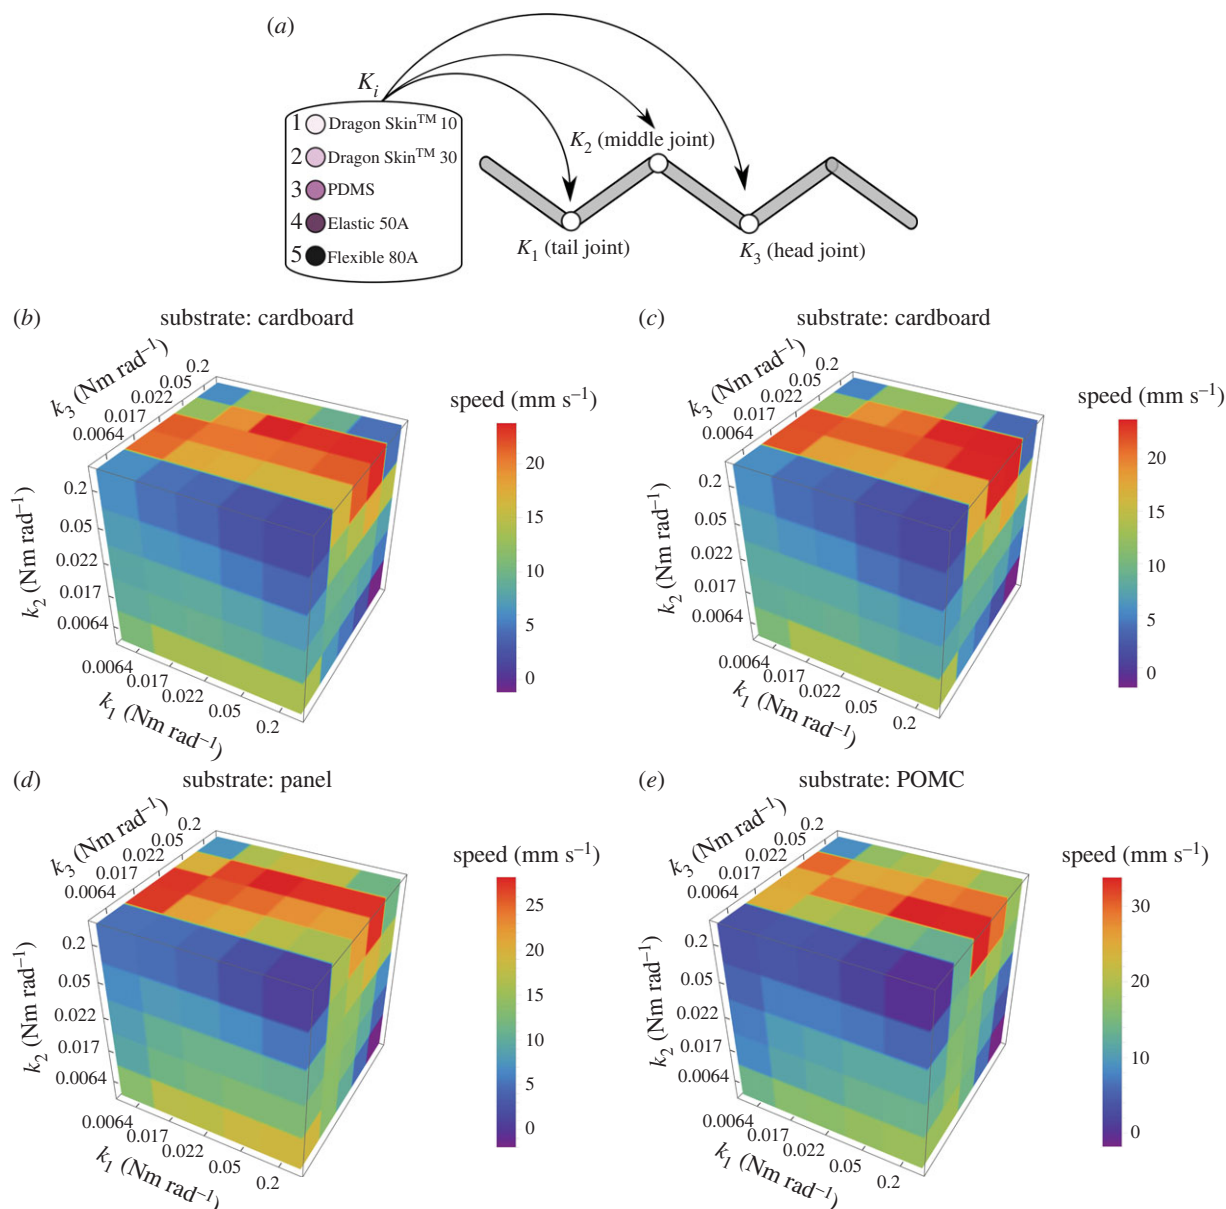 (a)
K_i
1 Dragon Skin™ 10
2 Dragon Skin™ 30
3 PDMS
4 Elastic 50A
5 Flexible 80A
K_2 (middle joint)
K_1 (tail joint)
K_3 (head joint)
(b)
substrate: cardboard
k_3 (Nm rad⁻¹)
0.2
0.05
0.022
0.017
0.0064
k_2 (Nm rad⁻¹)
0.2
0.05
0.022
0.017
0.0064
k_1 (Nm rad⁻¹)
0.0064
0.017
0.022
0.05
0.2
speed (mm s⁻¹)
20
15
10
5
0
(c)
substrate: cardboard
k_3 (Nm rad⁻¹)
0.2
0.05
0.022
0.017
0.0064
k_2 (Nm rad⁻¹)
0.2
0.05
0.022
0.017
0.0064
k_1 (Nm rad⁻¹)
0.0064
0.017
0.022
0.05
0.2
speed (mm s⁻¹)
20
15
10
5
0
(d)
substrate: panel
k_3 (Nm rad⁻¹)
0.2
0.05
0.022
0.017
0.0064
k_2 (Nm rad⁻¹)
0.2
0.05
0.022
0.017
0.0064
k_1 (Nm rad⁻¹)
0.0064
0.017
0.022
0.05
0.2
speed (mm s⁻¹)
25
20
15
10
5
0
(e)
substrate: POMC
k_3 (Nm rad⁻¹)
0.2
0.05
0.022
0.017
0.0064
k_2 (Nm rad⁻¹)
0.2
0.05
0.022
0.017
0.0064
k_1 (Nm rad⁻¹)
0.0064
0.017
0.022
0.05
0.2
speed (mm s⁻¹)
30
20
10
0